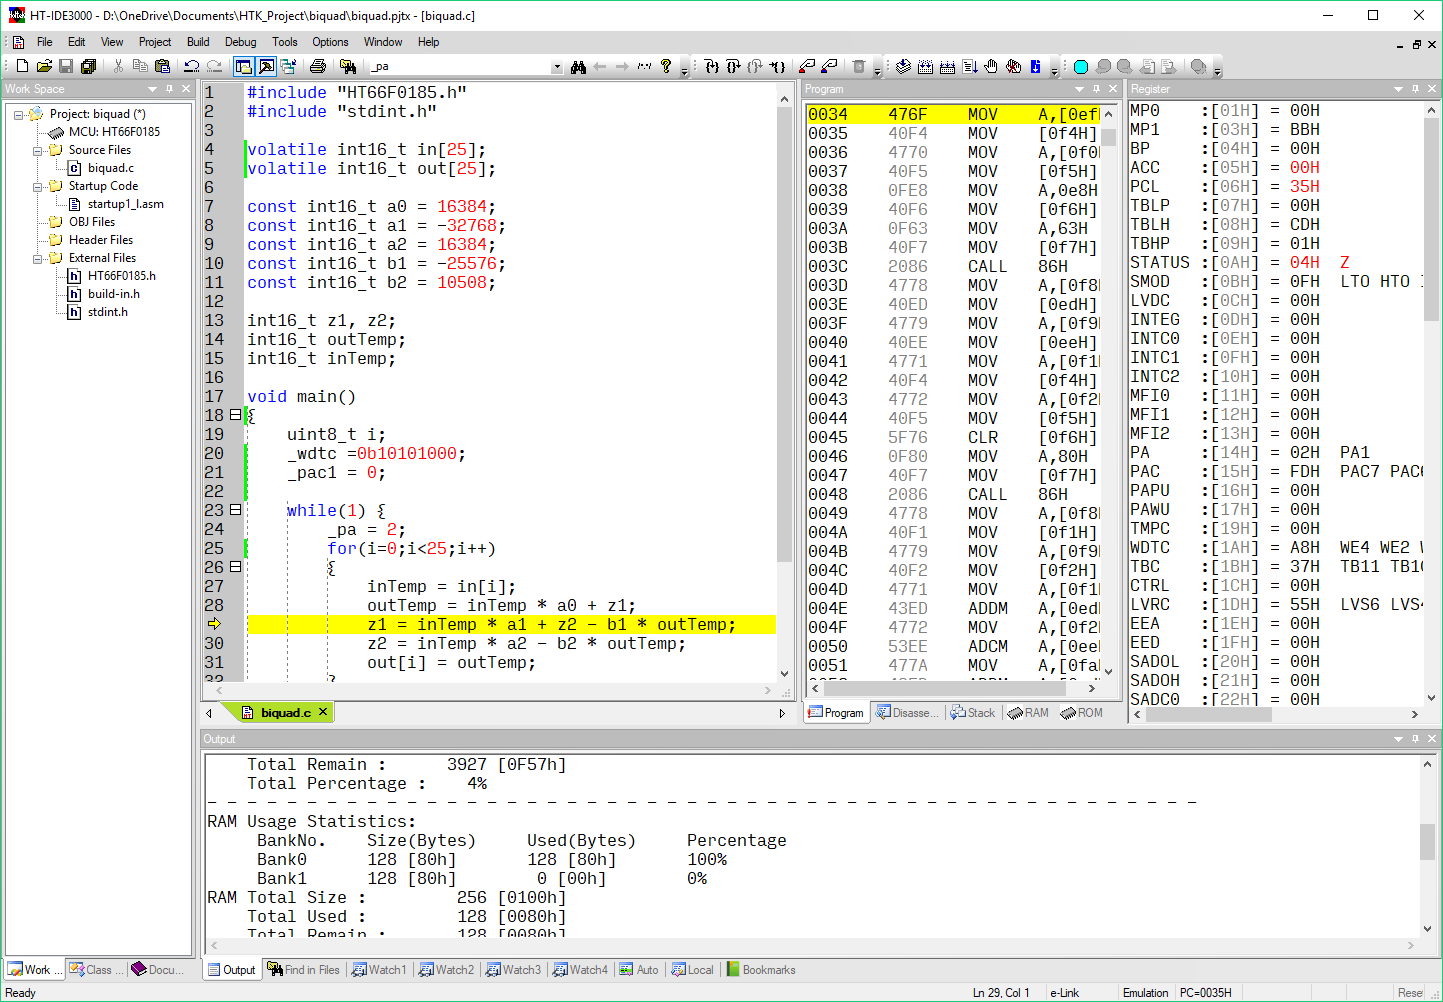 HT-IDE3000 - D:\OneDrive\Documents\HTK_Project\biquad\biquad.pjtx - [biquad.c]
File Edit View Project Build Debug Tools Options Window Help
_pa
Work Space
Project: biquad (*)
MCU: HT66F0185
Source Files
biquad.c
Startup Code
startup1_l.asm
OBJ Files
Header Files
External Files
HT66F0185.h
build-in.h
stdint.h
Work ... Class ... Docu...
1 #include "HT66F0185.h"
2 #include "stdint.h"
3
4 volatile int16_t in[25];
5 volatile int16_t out[25];
6
7 const int16_t a0 = 16384;
8 const int16_t a1 = -32768;
9 const int16_t a2 = 16384;
10 const int16_t b1 = -25576;
11 const int16_t b2 = 10508;
12
13 int16_t z1, z2;
14 int16_t outTemp;
15 int16_t inTemp;
16
17 void main()
18 {
19 uint8_t i;
20 _wdtc =0b10101000;
21 _pac1 = 0;
22
23 while(1) {
24 _pa = 2;
25 for(i=0;i<25;i++)
26 {
27 inTemp = in[i];
28 outTemp = inTemp * a0 + z1;
z1 = inTemp * a1 + z2 - b1 * outTemp;
30 z2 = inTemp * a2 - b2 * outTemp;
31 out[i] = outTemp;
32 }
biquad.c
Program
0034 476F MOV A,[0ef
0035 40F4 MOV [0f4H]
0036 4770 MOV A,[0f0
0037 40F5 MOV [0f5H]
0038 0FE8 MOV A,0e8H
0039 40F6 MOV [0f6H]
003A 0F63 MOV A,63H
003B 40F7 MOV [0f7H]
003C 2086 CALL 86H
003D 4778 MOV A,[0f8
003E 40ED MOV [0edH]
003F 4779 MOV A,[0f9
0040 40EE MOV [0eeH]
0041 4771 MOV A,[0f1
0042 40F4 MOV [0f4H]
0043 4772 MOV A,[0f2
0044 40F5 MOV [0f5H]
0045 5F76 CLR [0f6H]
0046 0F80 MOV A,80H
0047 40F7 MOV [0f7H]
0048 2086 CALL 86H
0049 4778 MOV A,[0f8
004A 40F1 MOV [0f1H]
004B 4779 MOV A,[0f9
004C 40F2 MOV [0f2H]
004D 4771 MOV A,[0f1
004E 43ED ADDM A,[0ed
004F 4772 MOV A,[0f2
0050 53EE ADCM A,[0ee
0051 477A MOV A,[0fa
Program Disasse... Stack RAM ROM
Register
MP0 :[01H] = 00H
MP1 :[03H] = BBH
BP :[04H] = 00H
ACC :[05H] = 00H
PCL :[06H] = 35H
TBLP :[07H] = 00H
TBLH :[08H] = CDH
TBHP :[09H] = 01H
STATUS :[0AH] = 04H Z
SMOD :[0BH] = 0FH LTO HTO
LVDC :[0CH] = 00H
INTEG :[0DH] = 00H
INTC0 :[0EH] = 00H
INTC1 :[0FH] = 00H
INTC2 :[10H] = 00H
MFI0 :[11H] = 00H
MFI1 :[12H] = 00H
MFI2 :[13H] = 00H
PA :[14H] = 02H PA1
PAC :[15H] = FDH PAC7 PAC6
PAPU :[16H] = 00H
PAWU :[17H] = 00H
TMPC :[19H] = 00H
WDTC :[1AH] = A8H WE4 WE2
TBC :[1BH] = 37H TB11 TB10
CTRL :[1CH] = 00H
LVRC :[1DH] = 55H LVS6 LVS4
EEA :[1EH] = 00H
EED :[1FH] = 00H
SADOL :[20H] = 00H
SADOH :[21H] = 00H
SADC0 :[22H] = 00H
Output
Total Remain : 3927 [0F57h]
Total Percentage : 4%
- - - - - - - - - - - - - - - - - - - - - - - - - - - - - - - - - - - - - - - - - - - - - - - - - -
RAM Usage Statistics:
BankNo. Size(Bytes) Used(Bytes) Percentage
Bank0 128 [80h] 128 [80h] 100%
Bank1 128 [80h] 0 [00h] 0%
RAM Total Size : 256 [0100h]
Total Used : 128 [0080h]
Total Remain : 128 [0080h]
Output Find in Files Watch1 Watch2 Watch3 Watch4 Auto Local Bookmarks
Ready Ln 29, Col 1 e-Link Emulation PC=0035H Rese